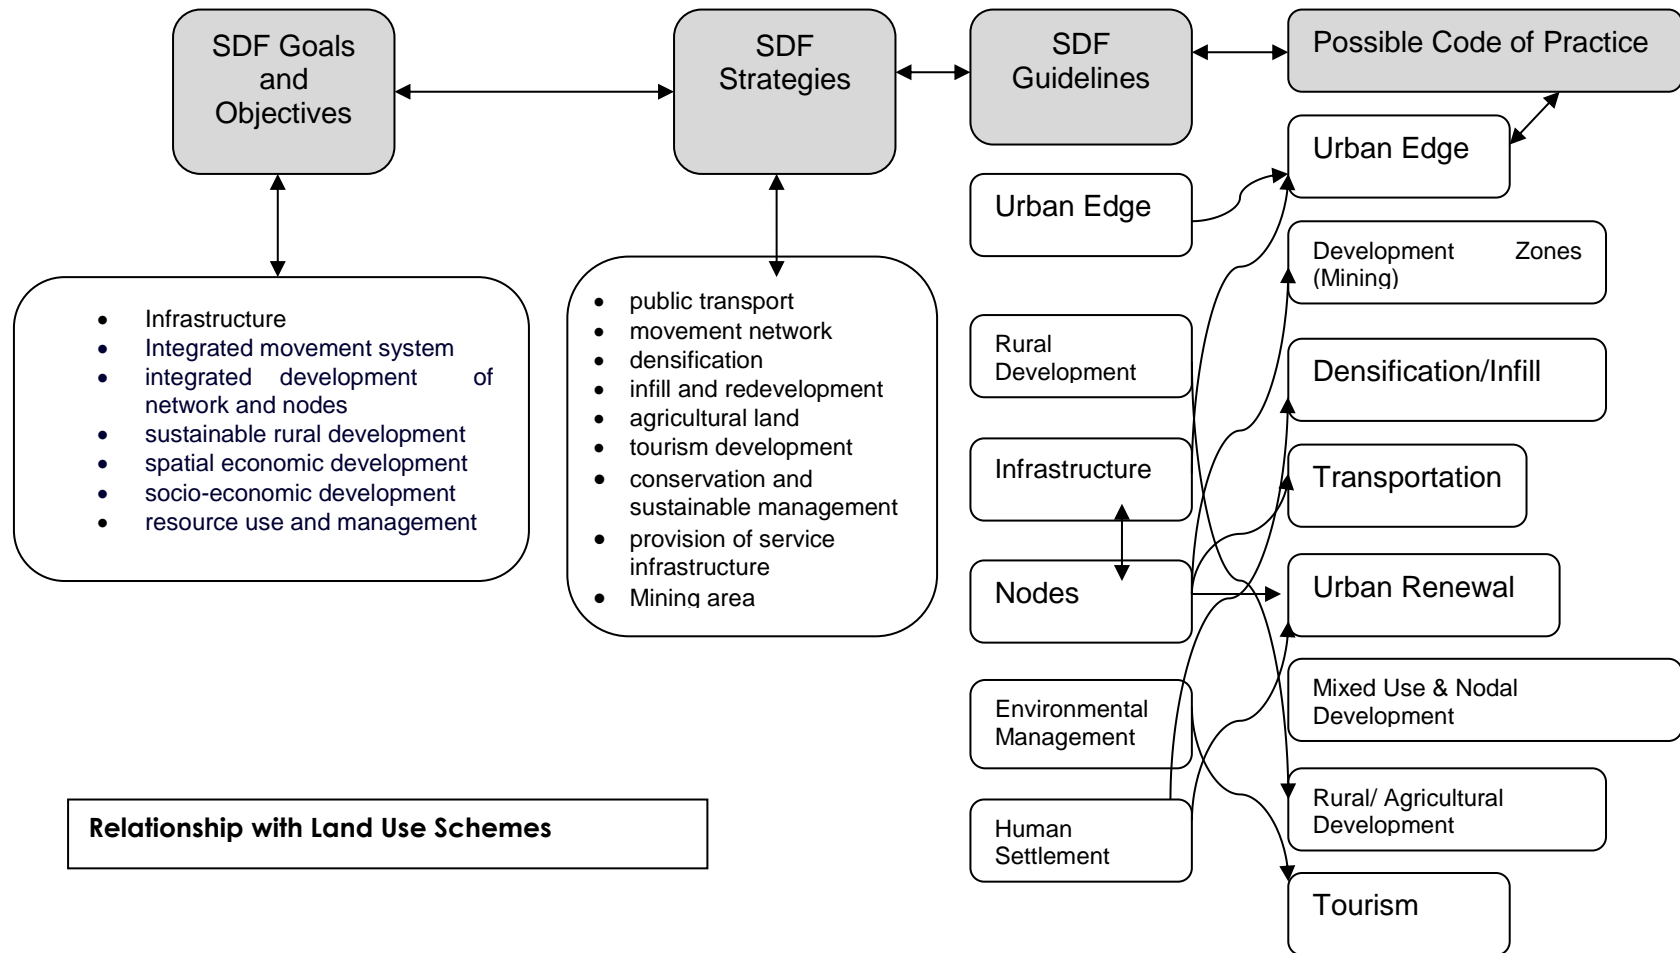 SDF Goals
and
Objectives
SDF
Strategies
SDF
Guidelines
Possible Code of Practice
• Infrastructure
• Integrated movement system
• integrated development of
network and nodes
• sustainable rural development
• spatial economic development
• socio-economic development
• resource use and management
• public transport
• movement network
• densification
• infill and redevelopment
• agricultural land
• tourism development
• conservation and
sustainable management
• provision of service
infrastructure
• Mining area
Urban Edge
Rural
Development
Infrastructure
Nodes
Environmental
Management
Human
Settlement
Urban Edge
Development Zones
(Mining)
Densification/Infill
Transportation
Urban Renewal
Mixed Use & Nodal
Development
Rural/ Agricultural
Development
Tourism
Relationship with Land Use Schemes